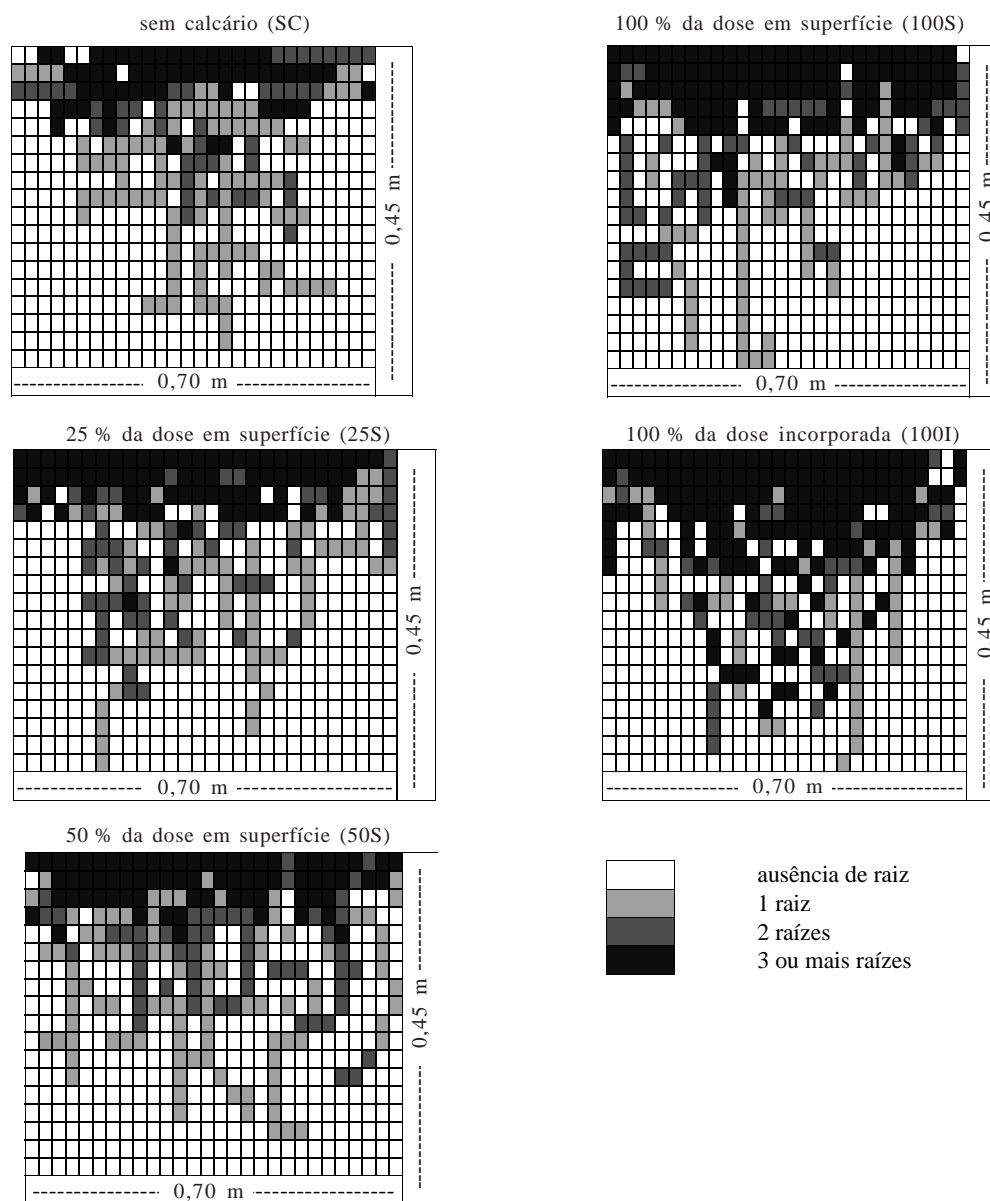 sem calcário (SC)
0,45 m
0,70 m
100 % da dose em superfície (100S)
0,45 m
0,70 m
25 % da dose em superfície (25S)
0,45 m
0,70 m
100 % da dose incorporada (100I)
0,45 m
0,70 m
50 % da dose em superfície (50S)
0,45 m
0,70 m
ausência de raiz
1 raiz
2 raízes
3 ou mais raízes